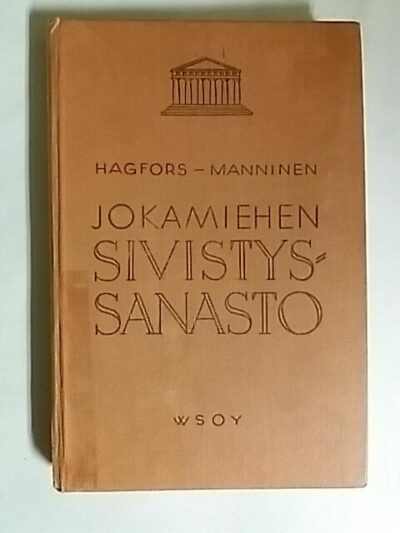 HAGFORS – MANNINEN
JOKAMIEHEN
SIVISTYS-
SANASTO
WSOY